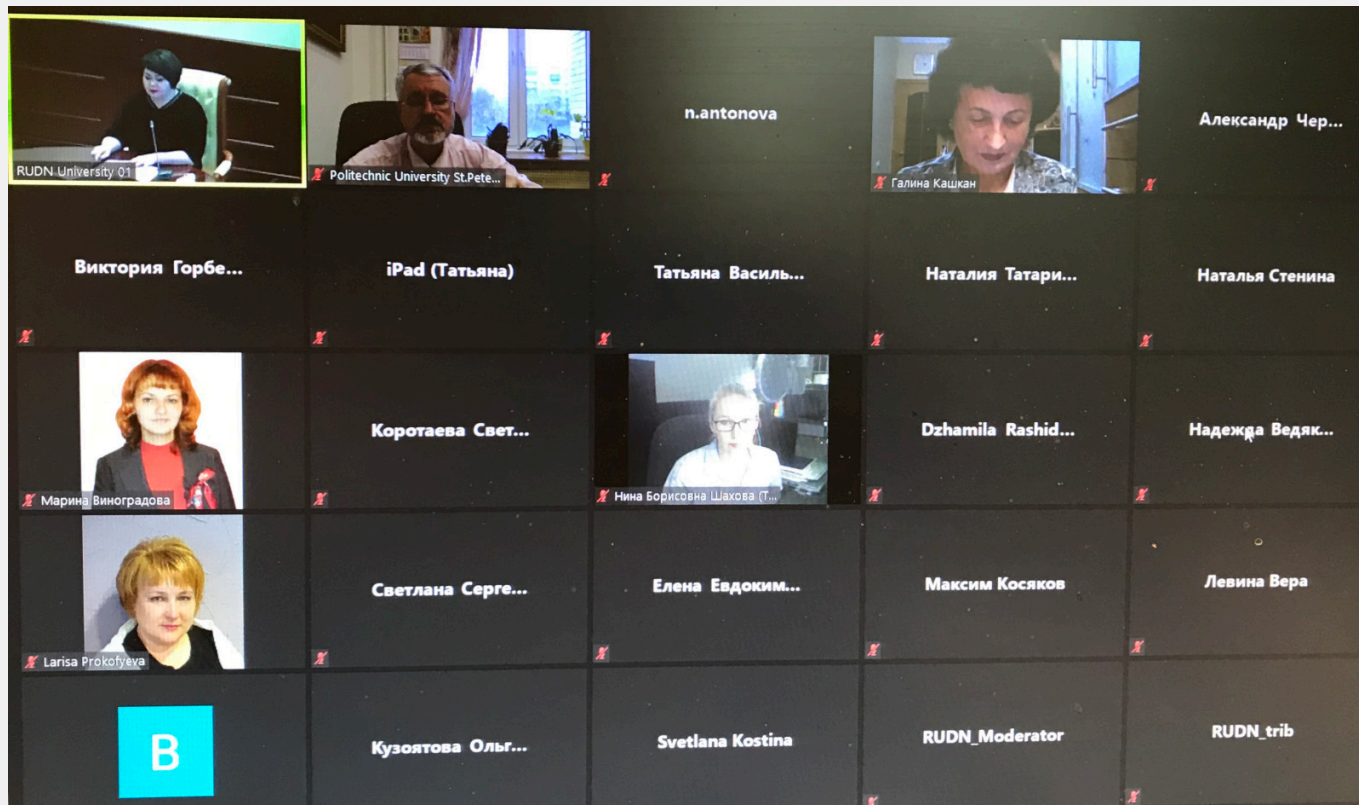 RUDN University 01
Politechnic University St.Pete...
n.antonova
Галина Кашкан
Александр Чер...
Виктория Горбе...
iPad (Татьяна)
Татьяна Василь...
Наталия Татари...
Наталья Стенина
Марина Виноградова
Коротаева Свет...
Нина Борисовна Шахова (Т...
Dzhamila Rashid...
Надежда Ведяк...
Larisa Prokofyeva
Светлана Серге...
Елена Евдоким...
Максим Косяков
Левина Вера
В
Кузоятова Ольг...
Svetlana Kostina
RUDN_Moderator
RUDN_trib